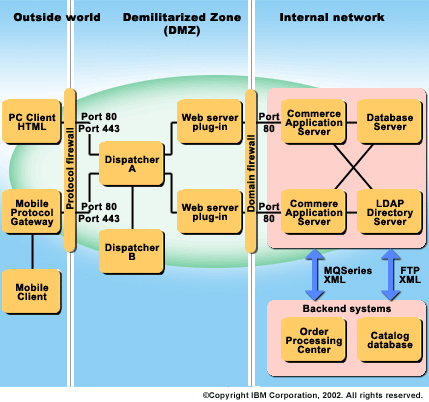 Outside world
Demilitarized Zone
(DMZ)
Internal network
PC Client
HTML
Protocol firewall
Port 80
Port 443
Dispatcher
A
Web server
plug-in
Domain firewall
Port
80
Commerce
Application
Server
Database
Server
Mobile
Protocol
Gateway
Port 80
Port 443
Web server
plug-in
Port
80
Commere
Application
Server
LDAP
Directory
Server
Dispatcher
B
Mobile
Client
MQSeries
XML
FTP
XML
Backend systems
Order
Processing
Center
Catalog
database
©Copyright IBM Corporation, 2002. All rights reserved.